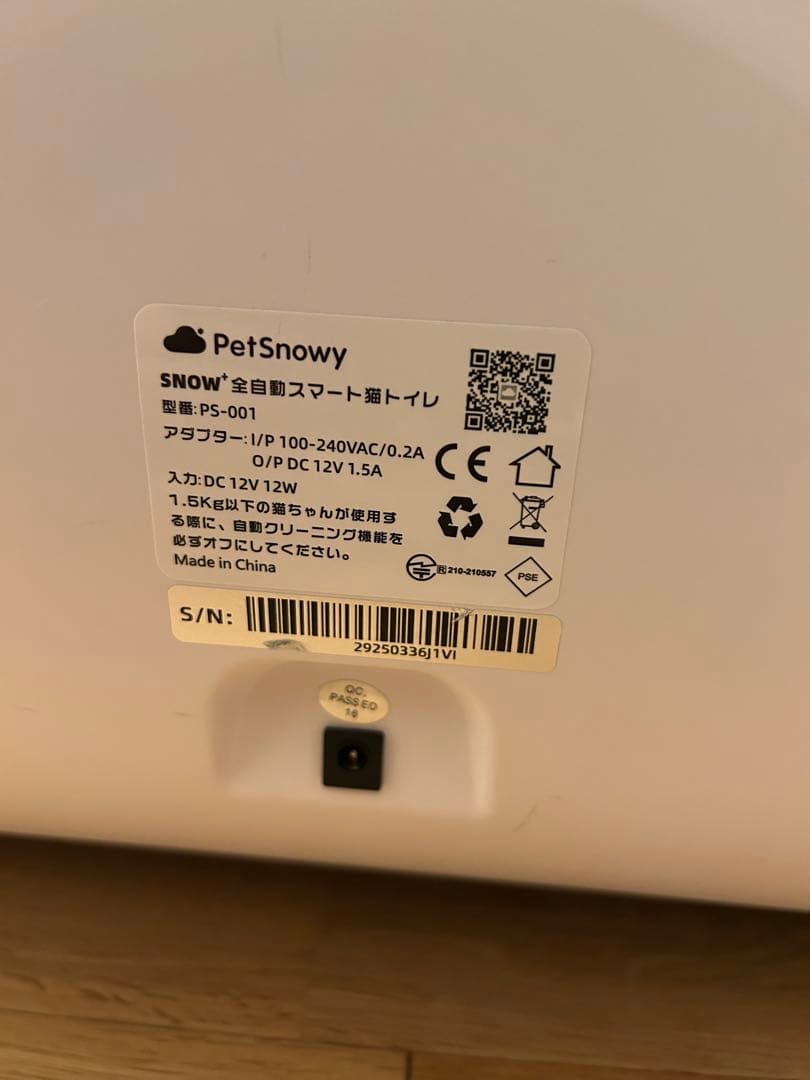 PetSnowy
SNOW+全自動スマート猫トイレ
型番:PS-001
アダプター:I/P 100-240VAC/0.2A
O/P DC 12V 1.5A
入力:DC 12V 12W
1.5Kg以下の猫ちゃんが使用す
る際に、自動クリーニング機能を
必ずオフにしてください。
Made in China
CE
R 210-210557
PSE
S/N:
29250336J1VI
QC.
PASSED
16